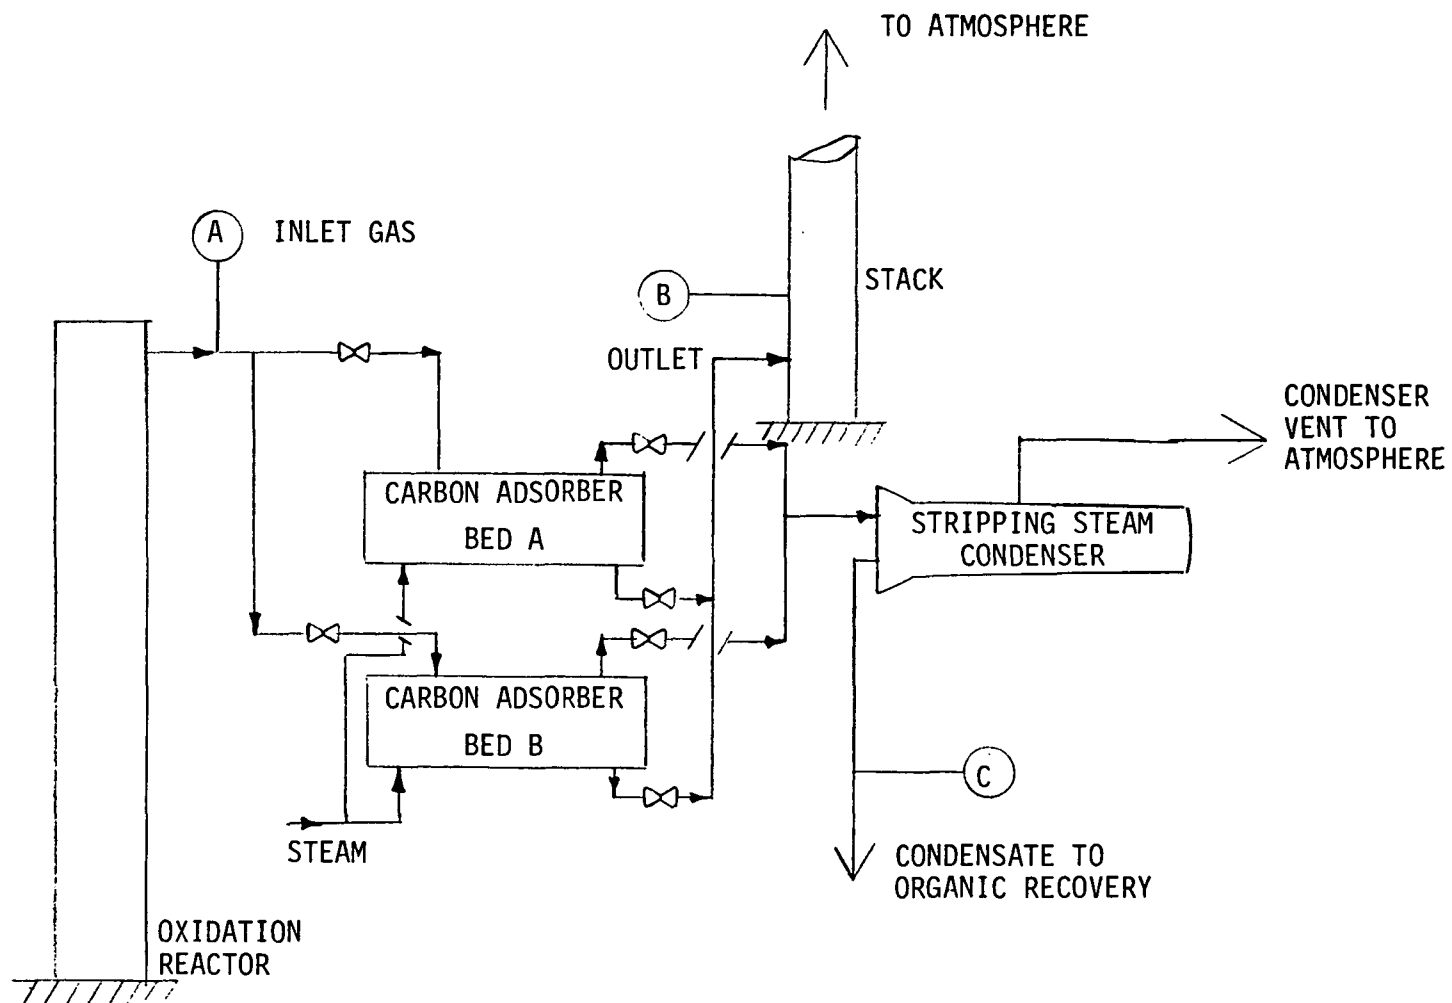 TO ATMOSPHERE
A
INLET GAS
B
STACK
OUTLET
CONDENSER
VENT TO
ATMOSPHERE
CARBON ADSORBER
BED A
STRIPPING STEAM
CONDENSER
CARBON ADSORBER
BED B
C
STEAM
CONDENSATE TO
ORGANIC RECOVERY
OXIDATION
REACTOR